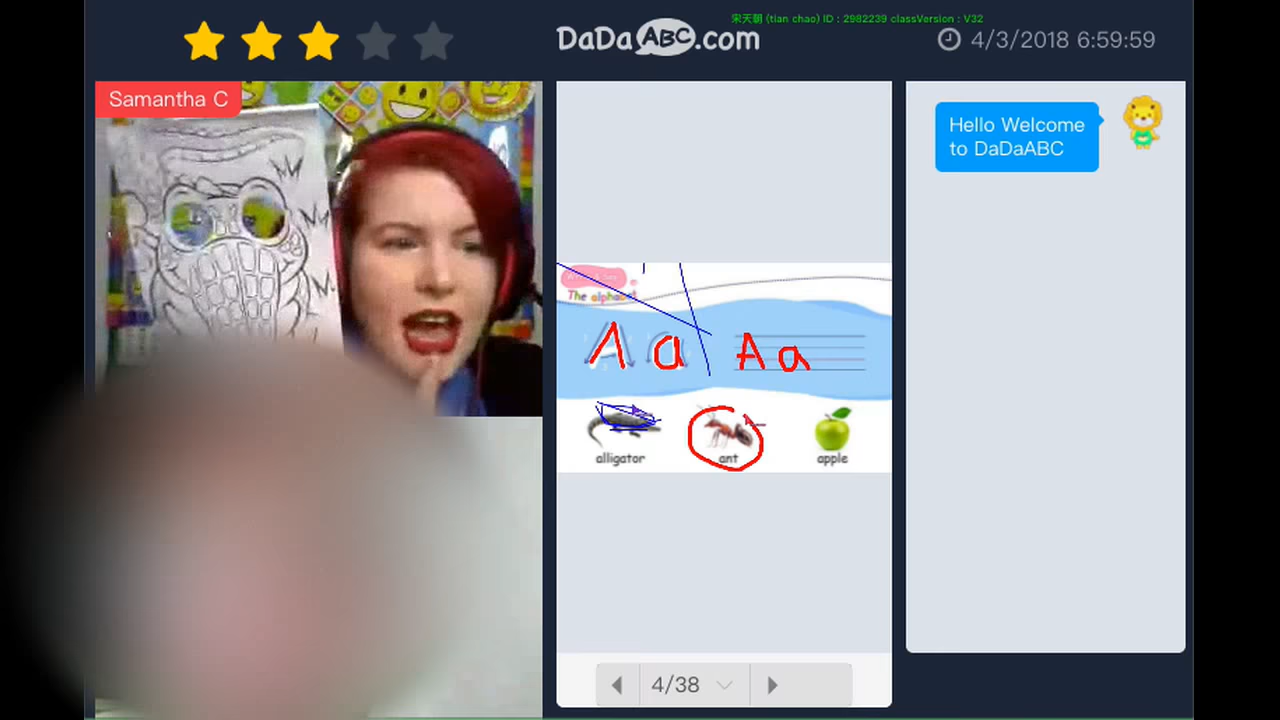 宋天朝 (tian chao) ID : 2982239 classVersion : V32
DaDaABC.com
4/3/2018 6:59:59
Samantha C
Hello Welcome
to DaDaABC
The alphabet
A a A a
alligator ant apple
4/38